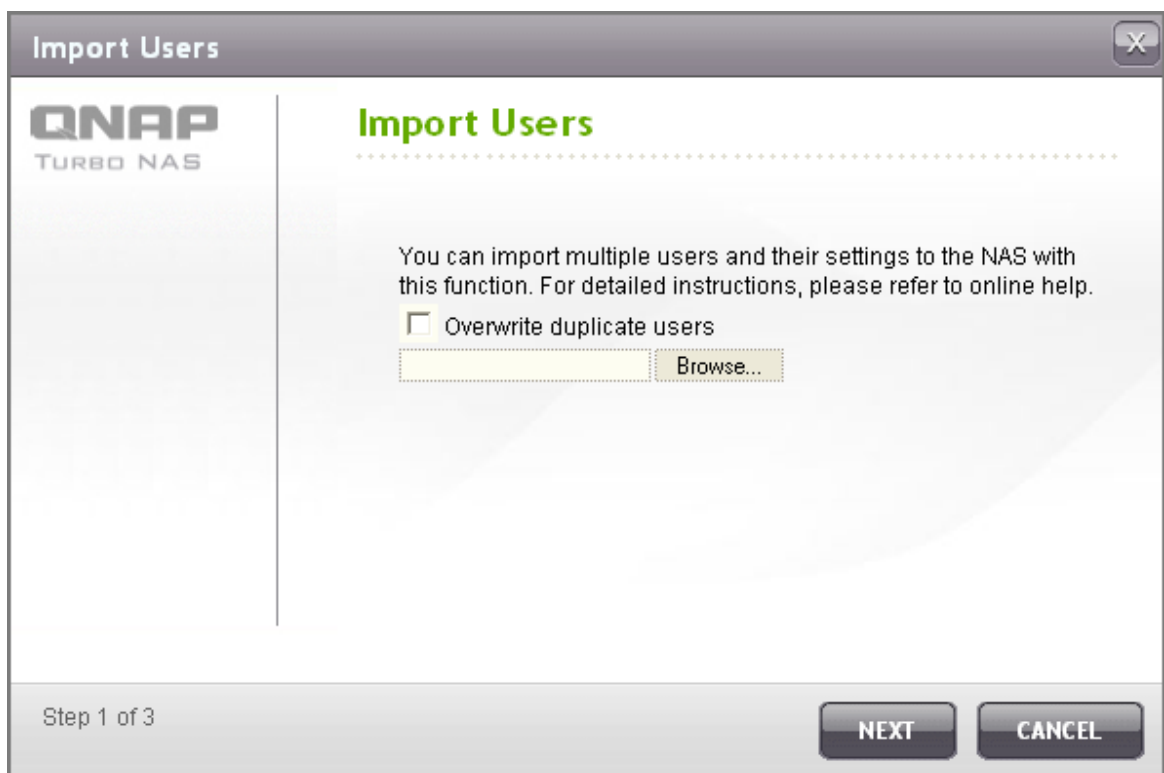 Import Users
X
QNAP
TURBO NAS
Import Users
You can import multiple users and their settings to the NAS with
this function. For detailed instructions, please refer to online help.
Overwrite duplicate users
Browse...
Step 1 of 3
NEXT
CANCEL